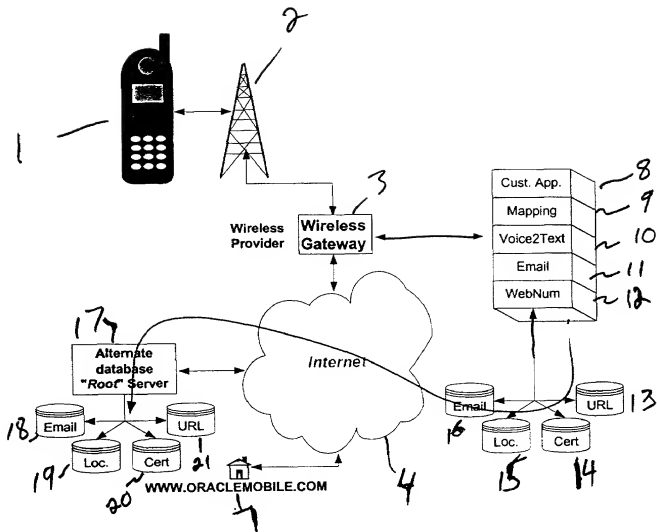 1
2
3
Wireless
Provider
Wireless
Gateway
Cust. App.
8
Mapping
9
Voice2Text
10
Email
11
WebNum
12
17
Alternate
database
"Root" Server
Internet
Email
18
URL
21
Loc.
19
Cert
20
Email
16
URL
13
Loc.
15
Cert
14
4
WWW.ORACLEMOBILE.COM